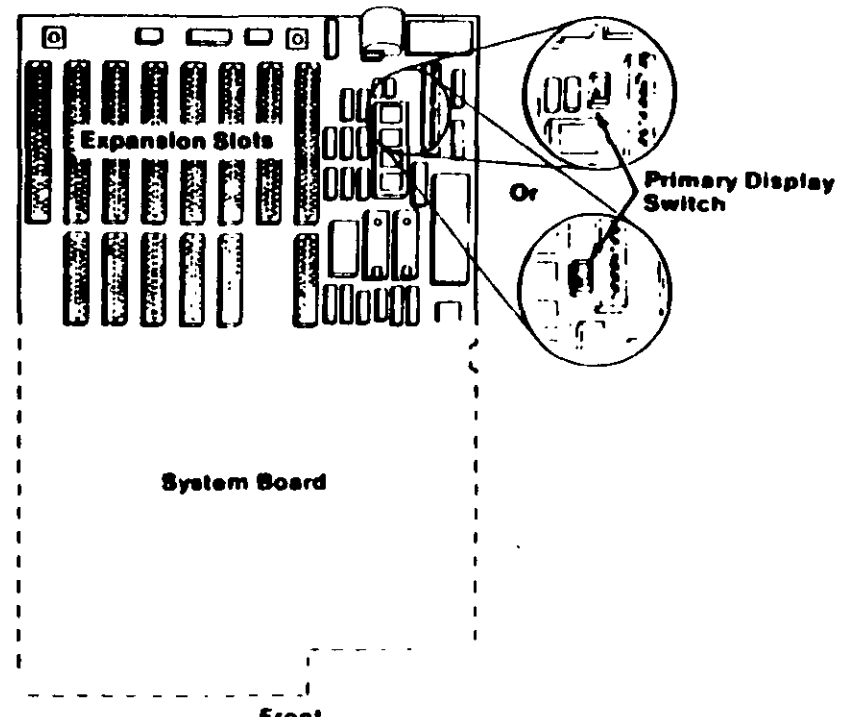 Expansion Slots
Or
Primary Display
Switch
System Board
Front